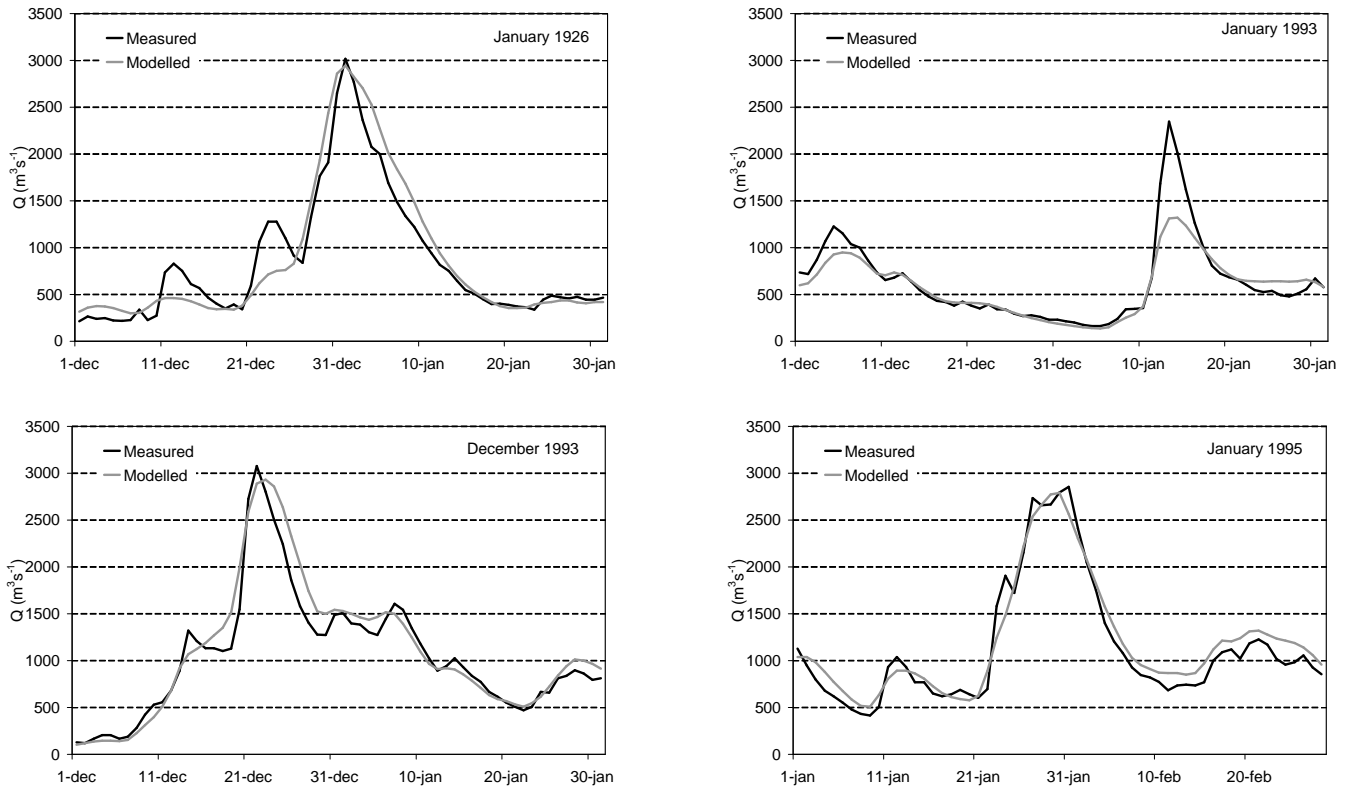 3500
3000
2500
2000
1500
1000
500
0
Q (m³s⁻¹)
Measured
Modelled
January 1926
1-dec 11-dec 21-dec 31-dec 10-jan 20-jan 30-jan
3500
3000
2500
2000
1500
1000
500
0
Q (m³s⁻¹)
Measured
Modelled
January 1993
1-dec 11-dec 21-dec 31-dec 10-jan 20-jan 30-jan
3500
3000
2500
2000
1500
1000
500
0
Q (m³s⁻¹)
Measured
Modelled
December 1993
1-dec 11-dec 21-dec 31-dec 10-jan 20-jan 30-jan
3500
3000
2500
2000
1500
1000
500
0
Q (m³s⁻¹)
Measured
Modelled
January 1995
1-jan 11-jan 21-jan 31-jan 10-feb 20-feb